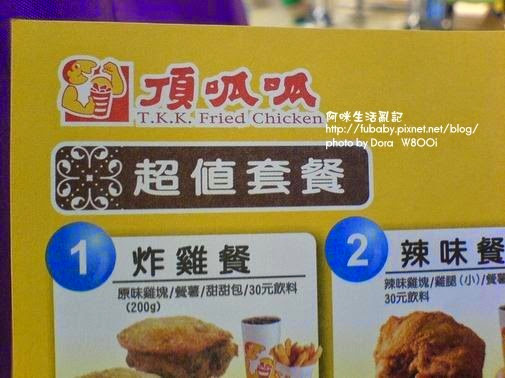 頂呱呱
T.K.K. Fried Chicken
阿咪生活亂記
http://fubaby.pixnet.net/blog/
photo by Dora W800i
超值套餐
1 炸雞餐
原味雞塊/餐薯/甜甜包/30元飲料
(200g)
2 辣味餐
辣味雞塊/雞腿(小)/餐薯
30元飲料